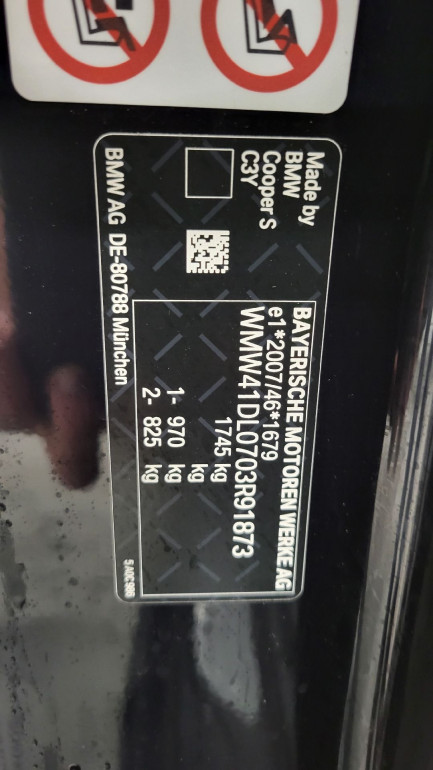 Made by
BMW
Cooper S
C3Y
BAYERISCHE MOTOREN WERKE AG
e1*2007/46*1679
WMW41DL0703R91873
1745 kg
kg
1- 970 kg
2- 825 kg
BMW AG DE-80788 München